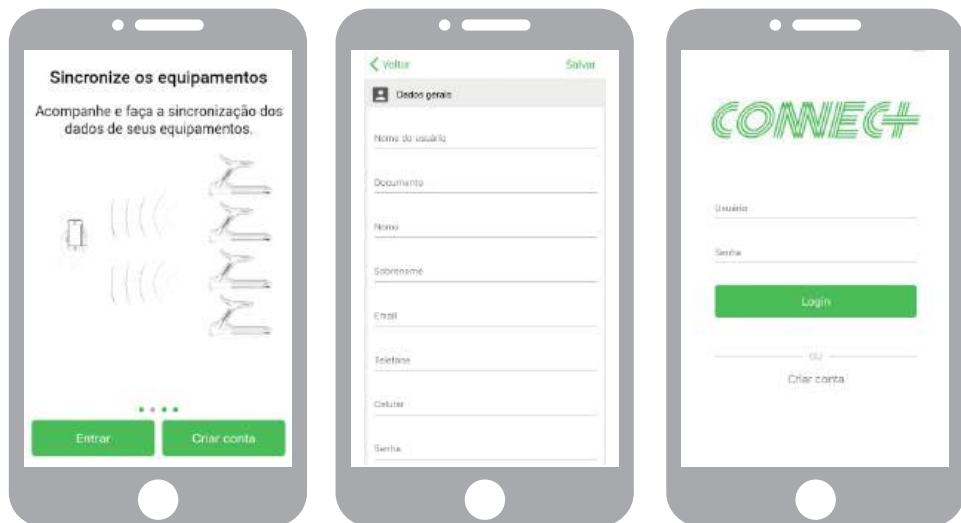 Sincronize os equipamentos
Acompanhe e faça a sincronização dos
dados de seus equipamentos.
Entrar
Criar conta
Voltar
Salvar
Dados gerais
Nome do usuário
Documento
Nome
Sobrenome
Email
Telefone
Celular
Senha
CONNEC+
Usuário
Senha
Login
ou
Criar conta